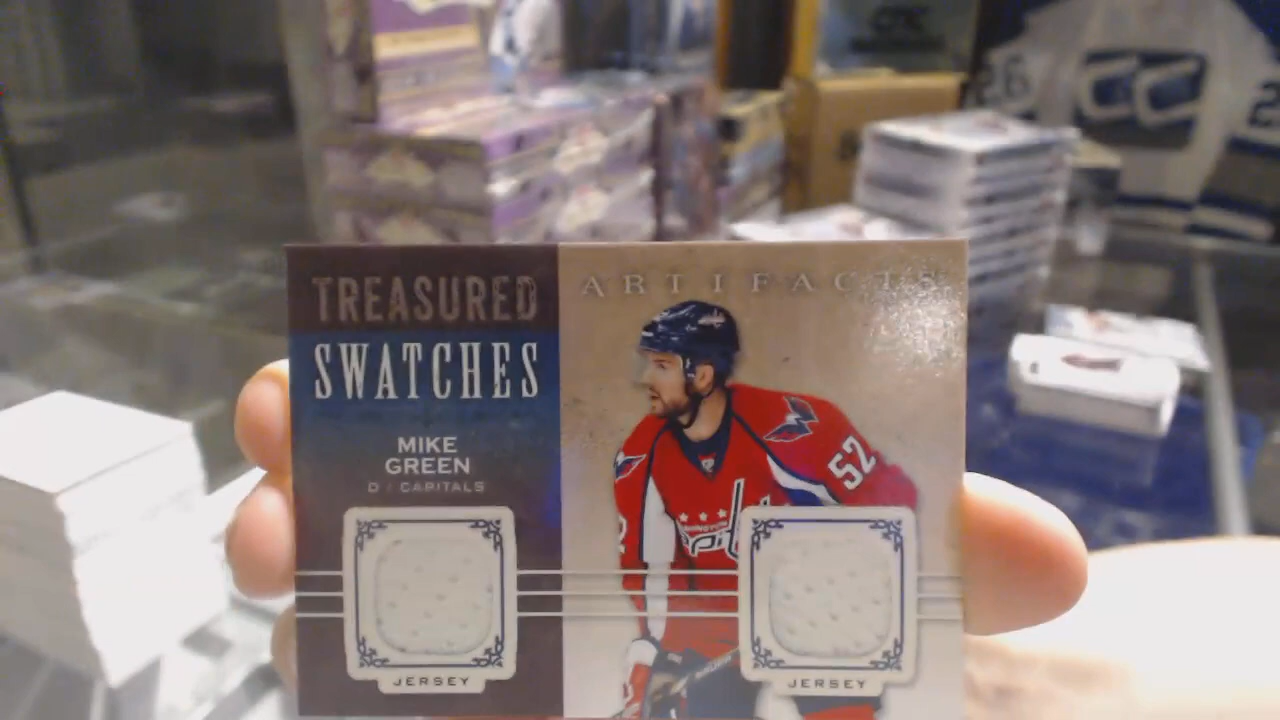 TREASURED
SWATCHES
MIKE
GREEN
D / CAPITALS
JERSEY
ARTIFACTS
52
JERSEY